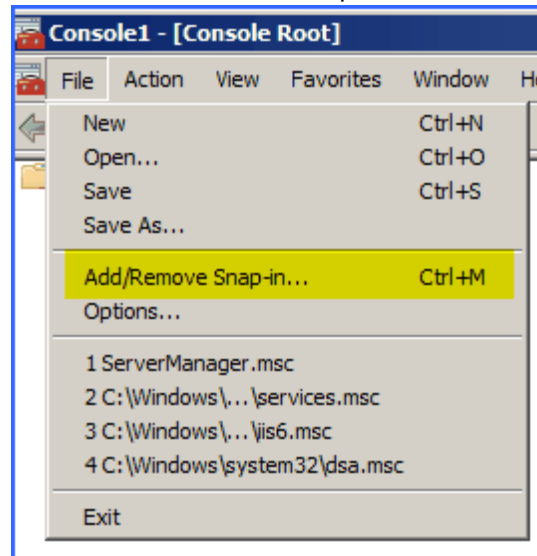 Console1 - [Console Root]
File Action View Favorites Window
New Ctrl+N
Open... Ctrl+O
Save Ctrl+S
Save As...
Add/Remove Snap-in... Ctrl+M
Options...
1 ServerManager.msc
2 C:\Windows\...\services.msc
3 C:\Windows\...\iis6.msc
4 C:\Windows\system32\dsa.msc
Exit